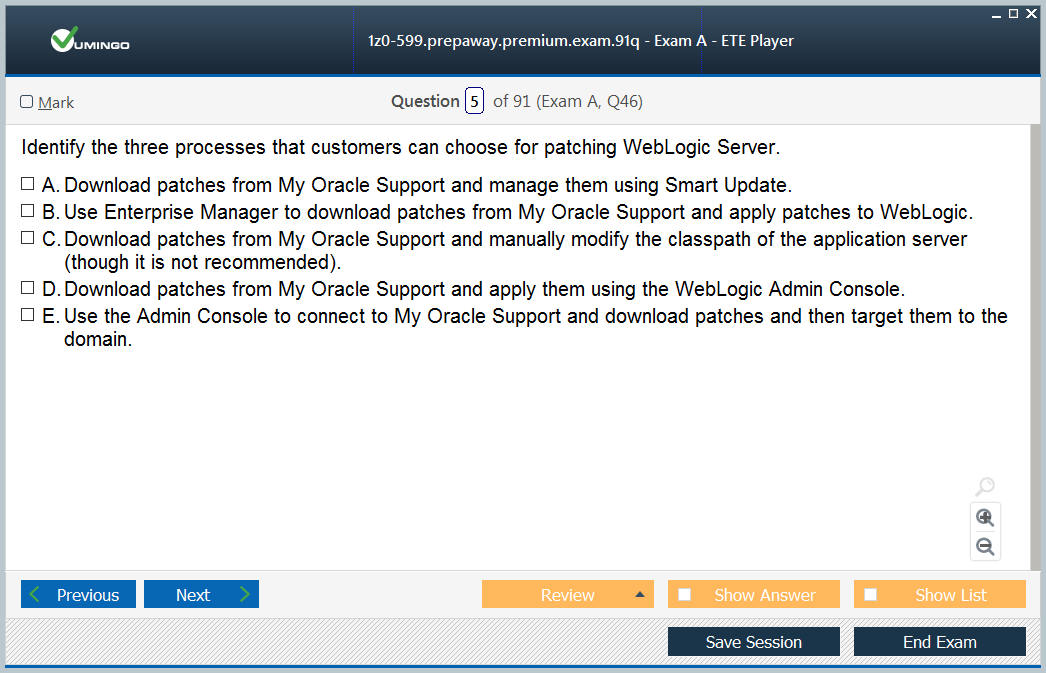 VUMINGO
1z0-599.prepaway.premium.exam.91q - Exam A - ETE Player
Mark
Question 5 of 91 (Exam A, Q46)
Identify the three processes that customers can choose for patching WebLogic Server.
A. Download patches from My Oracle Support and manage them using Smart Update.
B. Use Enterprise Manager to download patches from My Oracle Support and apply patches to WebLogic.
C. Download patches from My Oracle Support and manually modify the classpath of the application server
(though it is not recommended).
D. Download patches from My Oracle Support and apply them using the WebLogic Admin Console.
E. Use the Admin Console to connect to My Oracle Support and download patches and then target them to the
domain.
Previous
Next
Review
Show Answer
Show List
Save Session
End Exam